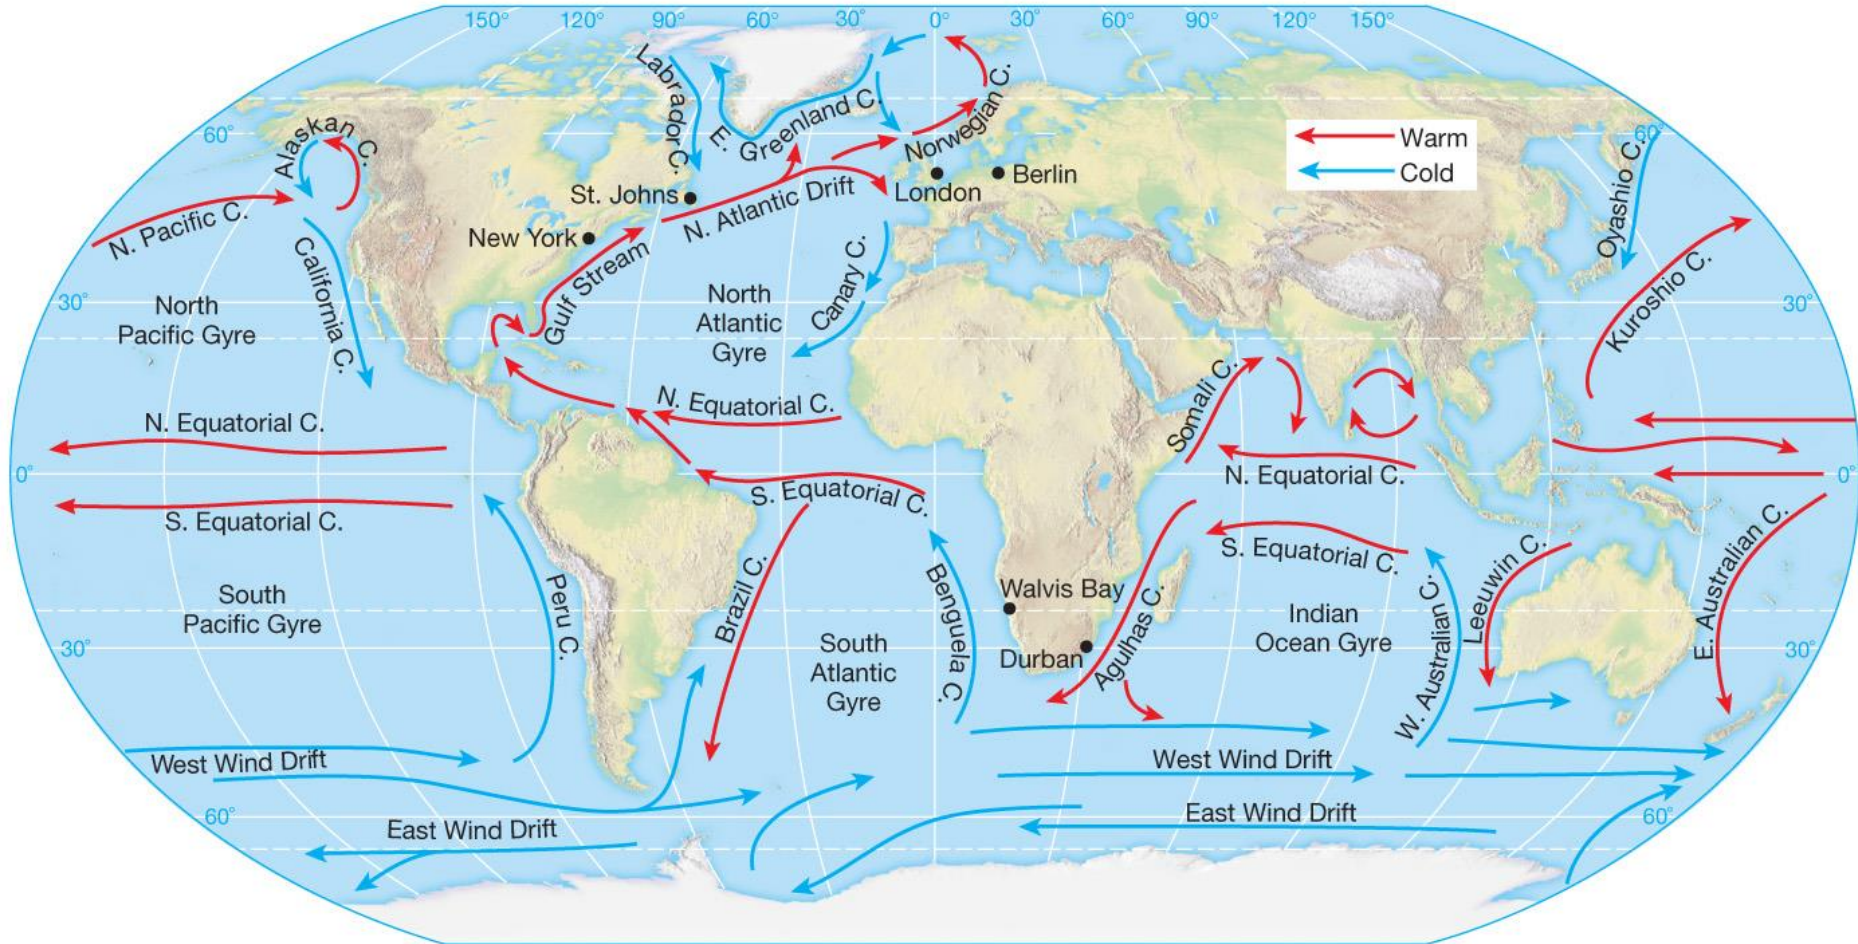 150°
120°
90°
60°
30°
0°
30°
60°
90°
120°
150°
Labrador C.
E. Greenland C.
Norwegian C.
60°
Alaskan C.
Warm
Cold
60°
Oyashio C.
St. Johns
London
Berlin
N. Pacific C.
New York
N. Atlantic Drift
Gulf Stream
California C.
Canary C.
Kuroshio C.
30°
North
Pacific Gyre
North
Atlantic
Gyre
30°
Somali C.
N. Equatorial C.
N. Equatorial C.
0°
S. Equatorial C.
S. Equatorial C.
N. Equatorial C.
0°
S. Equatorial C.
Leeuwin C.
E. Australian C.
Peru C.
Brazil C.
Benguela C.
Walvis Bay
Agulhas C.
W. Australian C.
South
Pacific Gyre
South
Atlantic
Gyre
Indian
Ocean Gyre
30°
Durban
30°
West Wind Drift
West Wind Drift
60°
East Wind Drift
East Wind Drift
60°